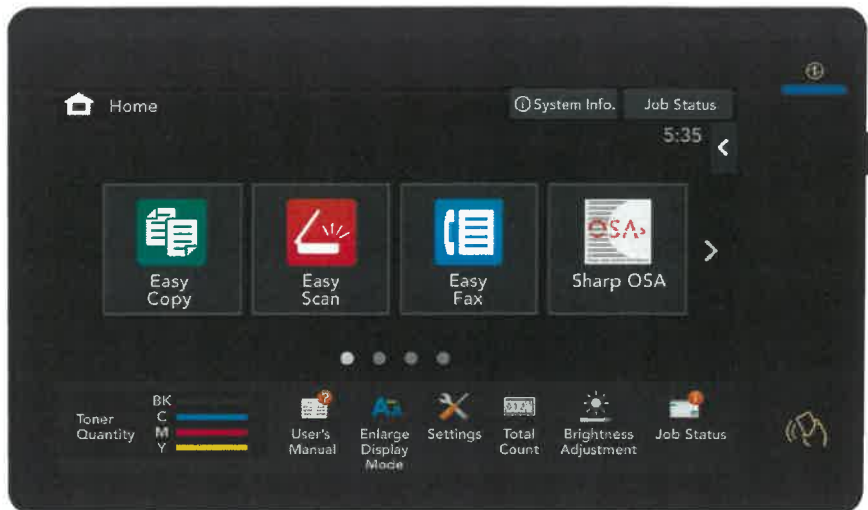 Home
System Info.
Job Status
5:35
Easy
Copy
Easy
Scan
Easy
Fax
OSA
Sharp OSA
Toner
Quantity
BK
C
M
Y
User's
Manual
Enlarge
Display
Mode
Settings
Total
Count
Brightness
Adjustment
Job Status